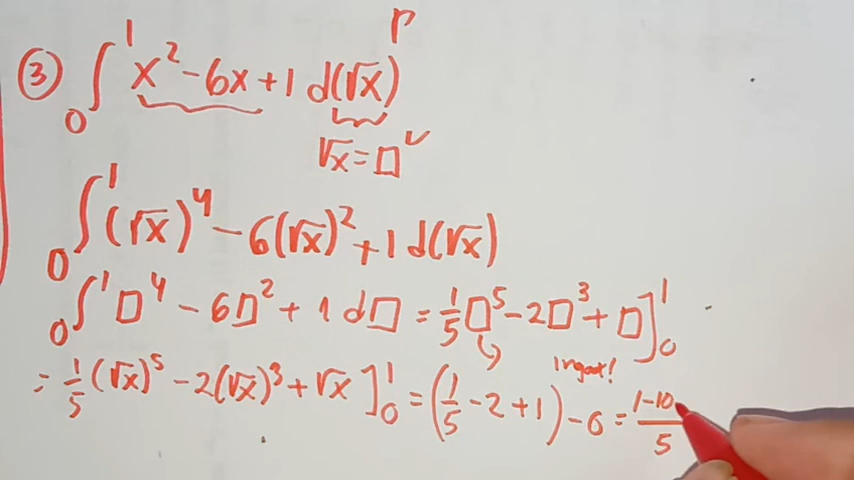 ③ ∫₀¹ x² - 6x + 1 d(√x) r
√x = □ ✓
∫₀¹ (√x)⁴ - 6(√x)² + 1 d(√x)
∫₀¹ □⁴ - 6□² + 1 d□ = 1/5 □⁵ - 2□³ + □ ]₀¹
Ingat!
= 1/5 (√x)⁵ - 2(√x)³ + √x ]₀¹ = (1/5 - 2 + 1) - 0 = 1-10/5